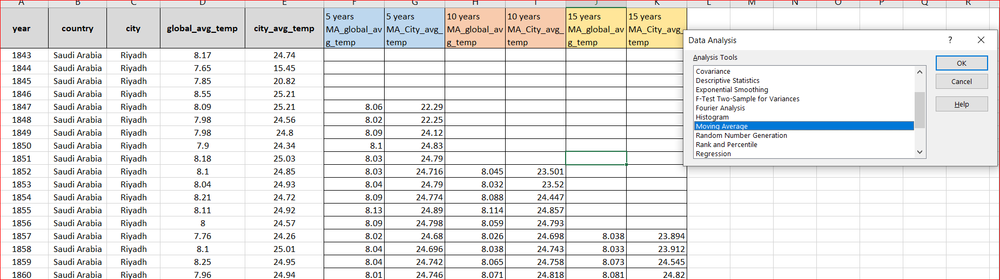 A B C D E F G H I J K L M N O P Q R
year country city global_avg_temp city_avg_temp 5 years MA_global_avg_temp 5 years MA_City_avg_temp 10 years MA_global_avg_temp 10 years MA_City_avg_temp 15 years MA_global_avg_temp 15 years MA_City_avg_temp
1843 Saudi Arabia Riyadh 8.17 24.74
1844 Saudi Arabia Riyadh 7.65 15.45
1845 Saudi Arabia Riyadh 7.85 20.82
1846 Saudi Arabia Riyadh 8.55 25.21
1847 Saudi Arabia Riyadh 8.09 25.21 8.06 22.29
1848 Saudi Arabia Riyadh 7.98 24.56 8.02 22.25
1849 Saudi Arabia Riyadh 7.98 24.8 8.09 24.12
1850 Saudi Arabia Riyadh 7.9 24.34 8.1 24.83
1851 Saudi Arabia Riyadh 8.18 25.03 8.03 24.79
1852 Saudi Arabia Riyadh 8.1 24.85 8.03 24.716 8.045 23.501
1853 Saudi Arabia Riyadh 8.04 24.93 8.04 24.79 8.032 23.52
1854 Saudi Arabia Riyadh 8.21 24.72 8.09 24.774 8.088 24.447
1855 Saudi Arabia Riyadh 8.11 24.92 8.13 24.89 8.114 24.857
1856 Saudi Arabia Riyadh 8 24.57 8.09 24.798 8.059 24.793
1857 Saudi Arabia Riyadh 7.76 24.26 8.02 24.68 8.026 24.698 8.038 23.894
1858 Saudi Arabia Riyadh 8.1 25.01 8.04 24.696 8.038 24.743 8.033 23.912
1859 Saudi Arabia Riyadh 8.25 24.95 8.04 24.742 8.065 24.758 8.073 24.545
1860 Saudi Arabia Riyadh 7.96 24.94 8.01 24.746 8.071 24.818 8.081 24.82
Data Analysis ?
Analysis Tools
Covariance
Descriptive Statistics
Exponential Smoothing
F-Test Two-Sample for Variances
Fourier Analysis
Histogram
Moving Average
Random Number Generation
Rank and Percentile
Regression
OK
Cancel
Help